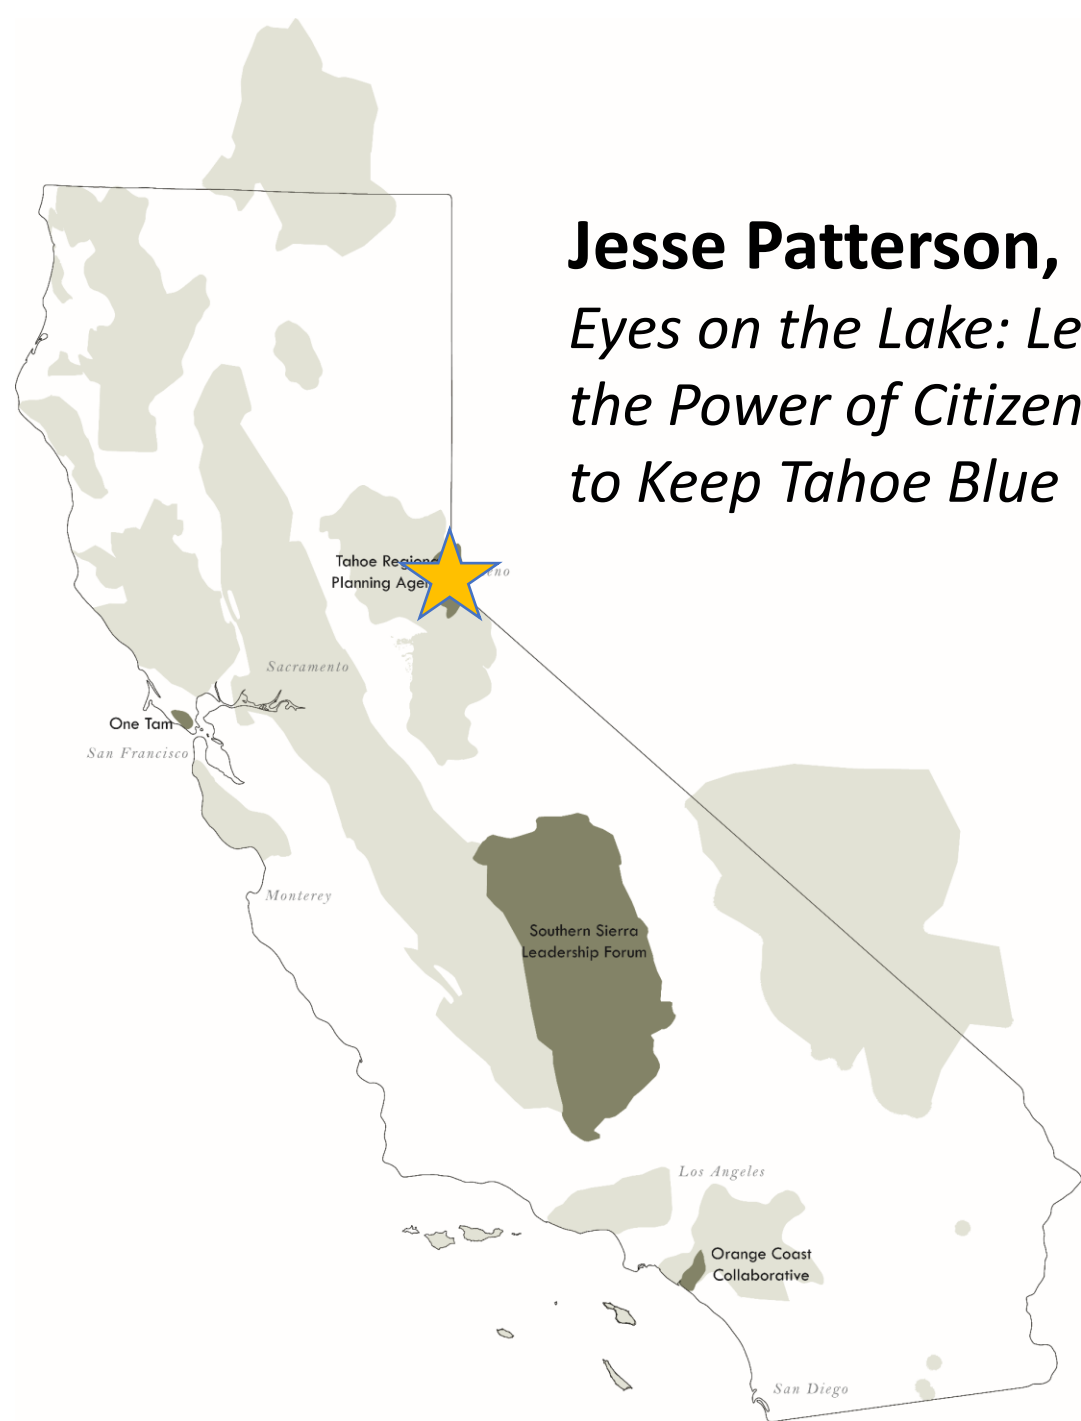 Jesse Patterson,
Eyes on the Lake: Le
the Power of Citizen
to Keep Tahoe Blue
Tahoe Regiona
Planning Agen
eno
Sacramento
One Tam
San Francisco
Monterey
Southern Sierra
Leadership Forum
Los Angeles
Orange Coast
Collaborative
San Diego